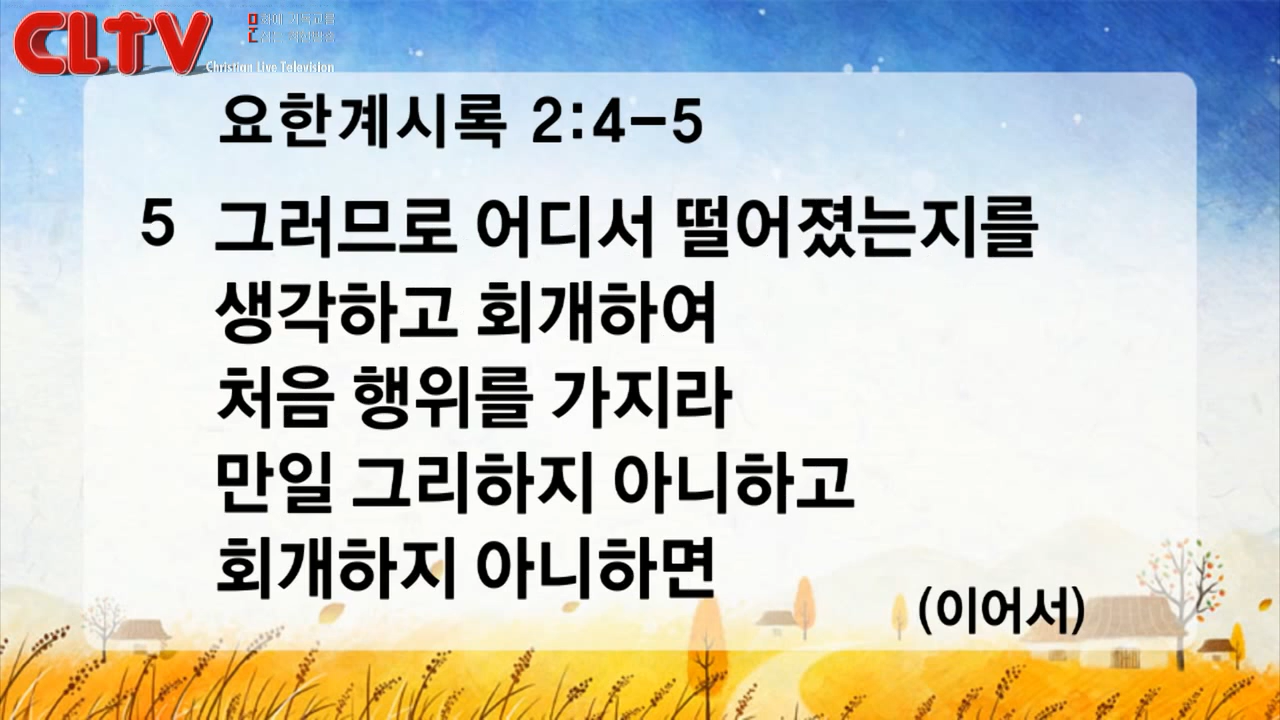 CLTV
Christian Live Television
요한계시록 2:4-5
5 그러므로 어디서 떨어졌는지를
생각하고 회개하여
처음 행위를 가지라
만일 그리하지 아니하고
회개하지 아니하면
(이어서)